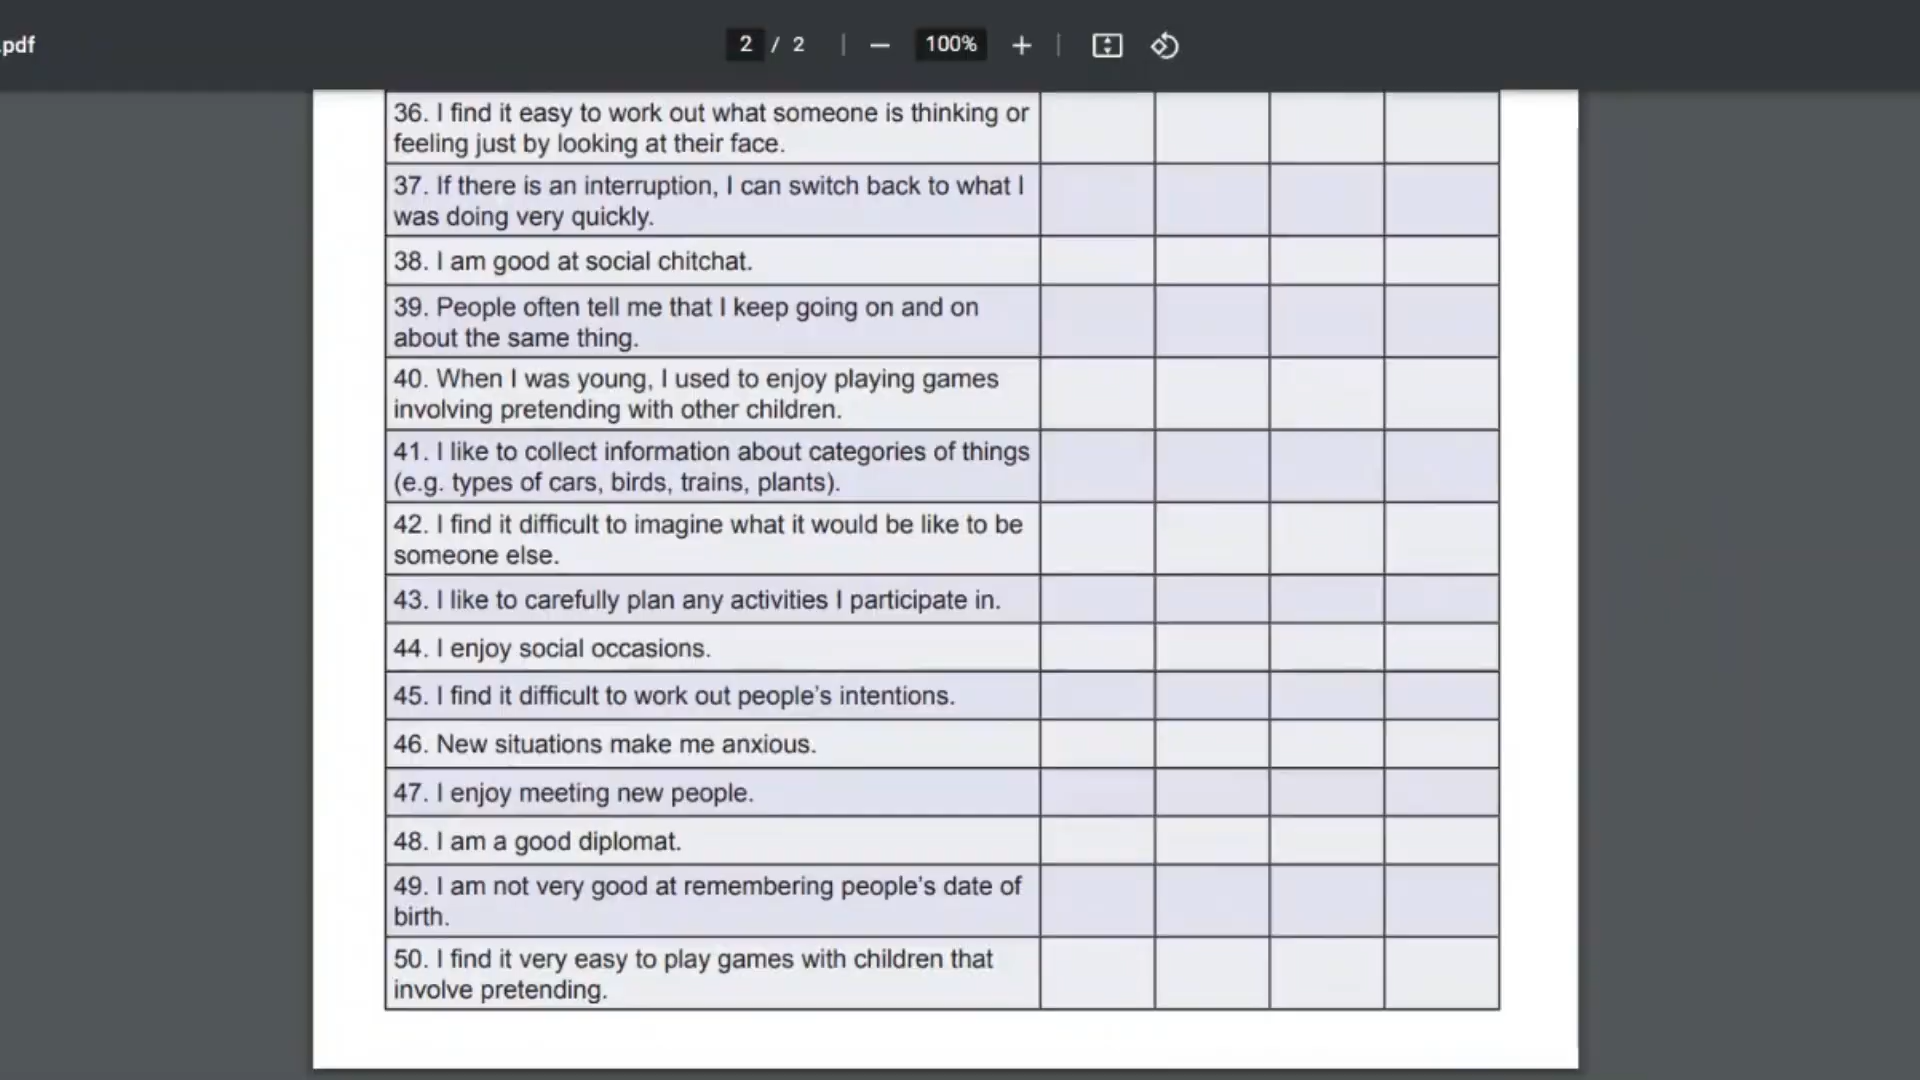 .pdf
2 / 2
100%
36. I find it easy to work out what someone is thinking or
feeling just by looking at their face.
37. If there is an interruption, I can switch back to what I
was doing very quickly.
38. I am good at social chitchat.
39. People often tell me that I keep going on and on
about the same thing.
40. When I was young, I used to enjoy playing games
involving pretending with other children.
41. I like to collect information about categories of things
(e.g. types of cars, birds, trains, plants).
42. I find it difficult to imagine what it would be like to be
someone else.
43. I like to carefully plan any activities I participate in.
44. I enjoy social occasions.
45. I find it difficult to work out people’s intentions.
46. New situations make me anxious.
47. I enjoy meeting new people.
48. I am a good diplomat.
49. I am not very good at remembering people’s date of
birth.
50. I find it very easy to play games with children that
involve pretending.